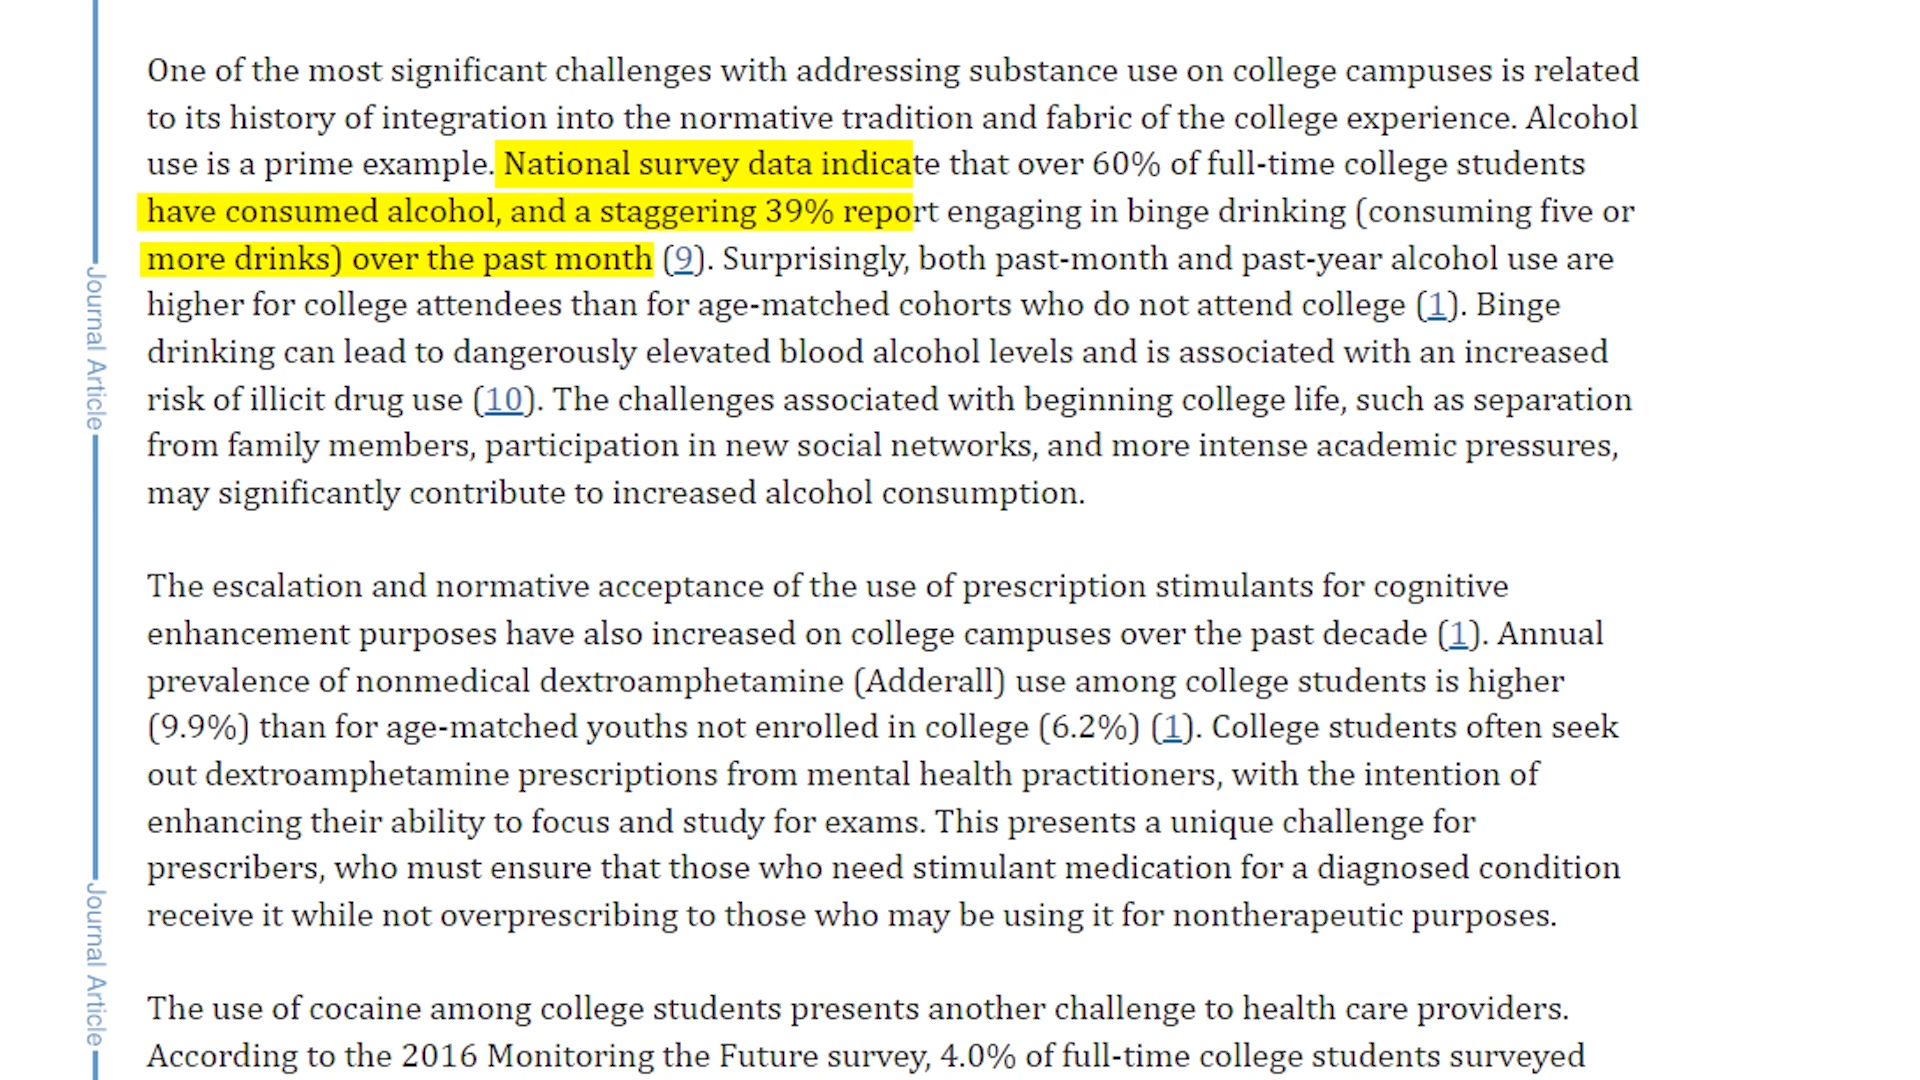 One of the most significant challenges with addressing substance use on college campuses is related
to its history of integration into the normative tradition and fabric of the college experience. Alcohol
use is a prime example. National survey data indicate that over 60% of full-time college students
have consumed alcohol, and a staggering 39% report engaging in binge drinking (consuming five or
more drinks) over the past month (9). Surprisingly, both past-month and past-year alcohol use are
higher for college attendees than for age-matched cohorts who do not attend college (1). Binge
drinking can lead to dangerously elevated blood alcohol levels and is associated with an increased
risk of illicit drug use (10). The challenges associated with beginning college life, such as separation
from family members, participation in new social networks, and more intense academic pressures,
may significantly contribute to increased alcohol consumption.
The escalation and normative acceptance of the use of prescription stimulants for cognitive
enhancement purposes have also increased on college campuses over the past decade (1). Annual
prevalence of nonmedical dextroamphetamine (Adderall) use among college students is higher
(9.9%) than for age-matched youths not enrolled in college (6.2%) (1). College students often seek
out dextroamphetamine prescriptions from mental health practitioners, with the intention of
enhancing their ability to focus and study for exams. This presents a unique challenge for
prescribers, who must ensure that those who need stimulant medication for a diagnosed condition
receive it while not overprescribing to those who may be using it for nontherapeutic purposes.
The use of cocaine among college students presents another challenge to health care providers.
According to the 2016 Monitoring the Future survey, 4.0% of full-time college students surveyed
Journal Article
Journal Article